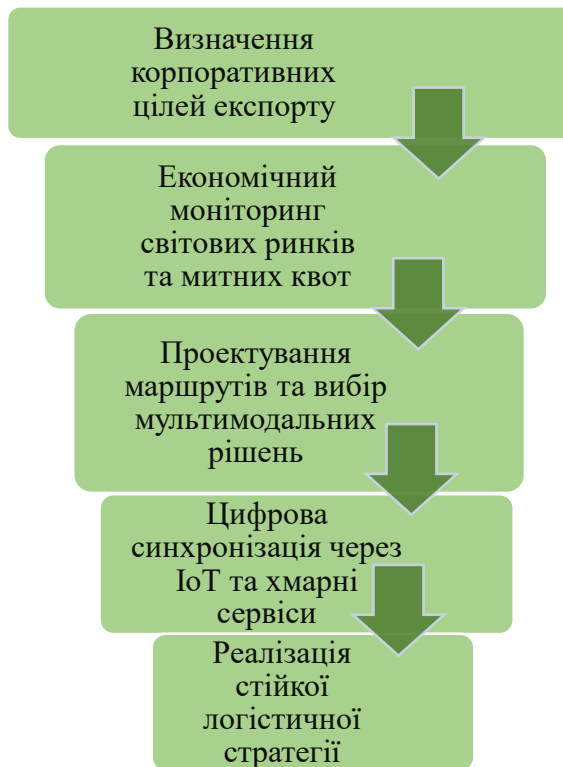 Визначення
корпоративних
цілей експорту
Економічний
моніторинг
світових ринків
та митних квот
Проектування
маршрутів та вибір
мультимодальних
рішень
Цифрова
синхронізація через
ІоТ та хмарні
сервіси
Реалізація
стійкої
логістичної
стратегії